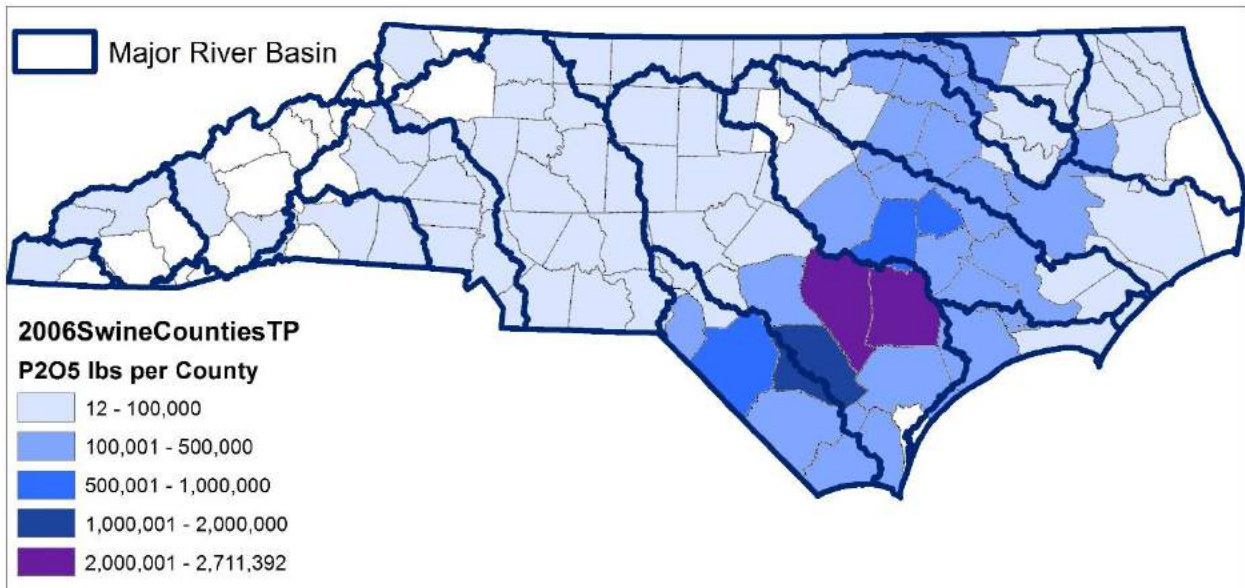 Major River Basin
2006SwineCountiesTP
P2O5 lbs per County
12 - 100,000
100,001 - 500,000
500,001 - 1,000,000
1,000,001 - 2,000,000
2,000,001 - 2,711,392